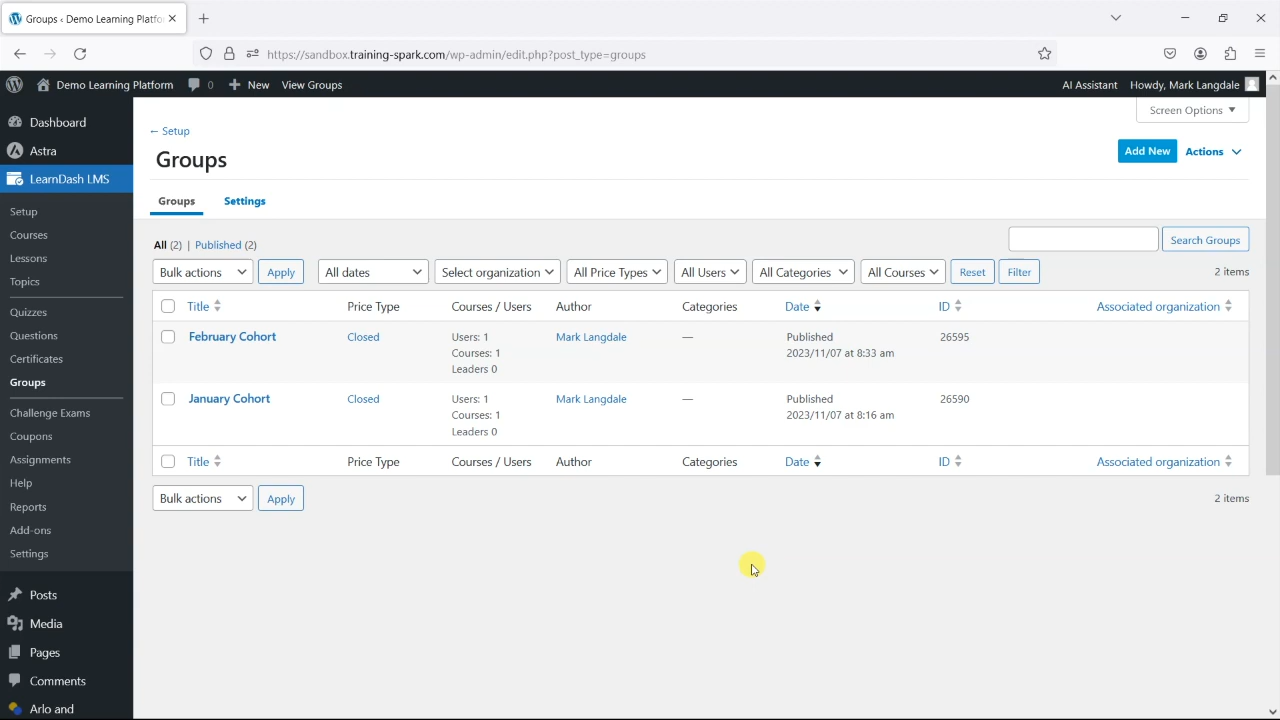 Groups ‹ Demo Learning Platfo
https://sandbox.training-spark.com/wp-admin/edit.php?post_type=groups
Demo Learning Platform 0 New View Groups AI Assistant Howdy, Mark Langdale
Dashboard
Astra
LearnDash LMS
Setup
Courses
Lessons
Topics
Quizzes
Questions
Certificates
Groups
Challenge Exams
Coupons
Assignments
Help
Reports
Add-ons
Settings
Posts
Media
Pages
Comments
Arlo and
Screen Options
← Setup
Groups
Add New Actions
Groups Settings
All (2) | Published (2)
Search Groups
Bulk actions Apply All dates Select organization All Price Types All Users All Categories All Courses Reset Filter 2 items
Title Price Type Courses / Users Author Categories Date ID Associated organization
February Cohort Closed Users: 1 Mark Langdale — Published 26595
Courses: 1 2023/11/07 at 8:33 am
Leaders 0
January Cohort Closed Users: 1 Mark Langdale — Published 26590
Courses: 1 2023/11/07 at 8:16 am
Leaders 0
Title Price Type Courses / Users Author Categories Date ID Associated organization
Bulk actions Apply 2 items